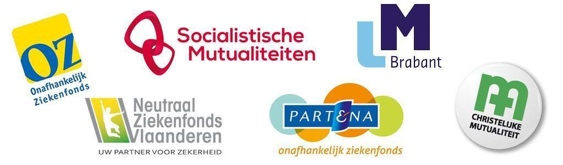 OZ
Onafhankelijk
Ziekenfonds
Socialistische
Mutualiteiten
LM
Brabant
Neutraal
Ziekenfonds
Vlaanderen
UW PARTNER VOOR ZEKERHEID
PARTENA
onafhankelijk ziekenfonds
CHRISTELIJKE
MUTUALITEIT